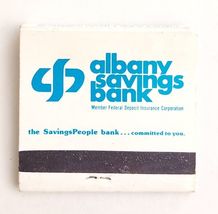 albany
savings
bank
Member Federal Deposit Insurance Corporation
the SavingsPeople bank...committed to you.